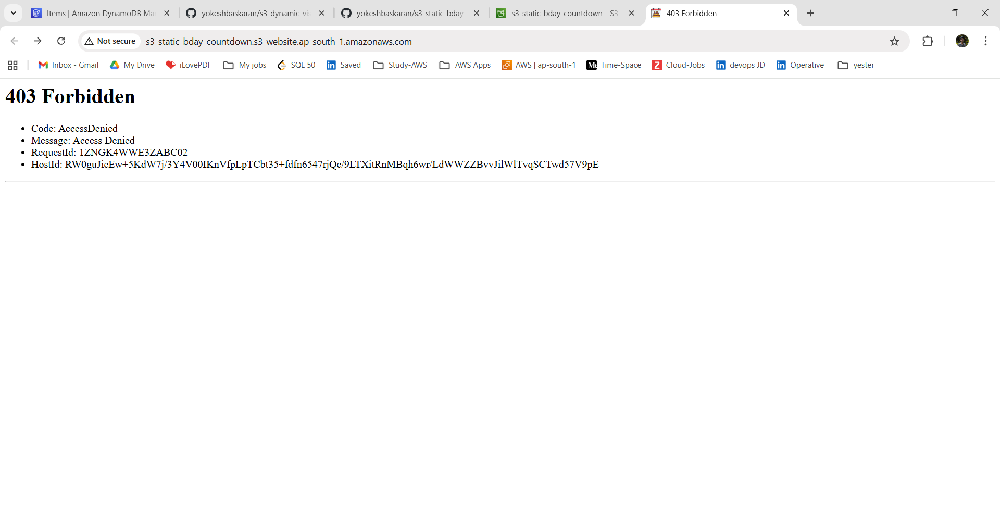 Items | Amazon DynamoDB Ma
yokeshbaskaran/s3-dynamic-vis
yokeshbaskaran/s3-static-bday-
s3-static-bday-countdown - S3
403 Forbidden
Not secure
s3-static-bday-countdown.s3-website.ap-south-1.amazonaws.com
Inbox - Gmail
My Drive
iLovePDF
My jobs
SQL 50
Saved
Study-AWS
AWS Apps
AWS | ap-south-1
Time-Space
Cloud-Jobs
devops JD
Operative
yester
403 Forbidden
• Code: AccessDenied
• Message: Access Denied
• RequestId: 1ZNGK4WWE3ZABC02
• HostId: RW0guJieEw+5KdW7j/3Y4V00IKnVfpLpTCbt35+fdfn6547rjQc/9LTXitRnMBqh6wr/LdWWZZBvvJilWlTvqSCTwd57V9pE